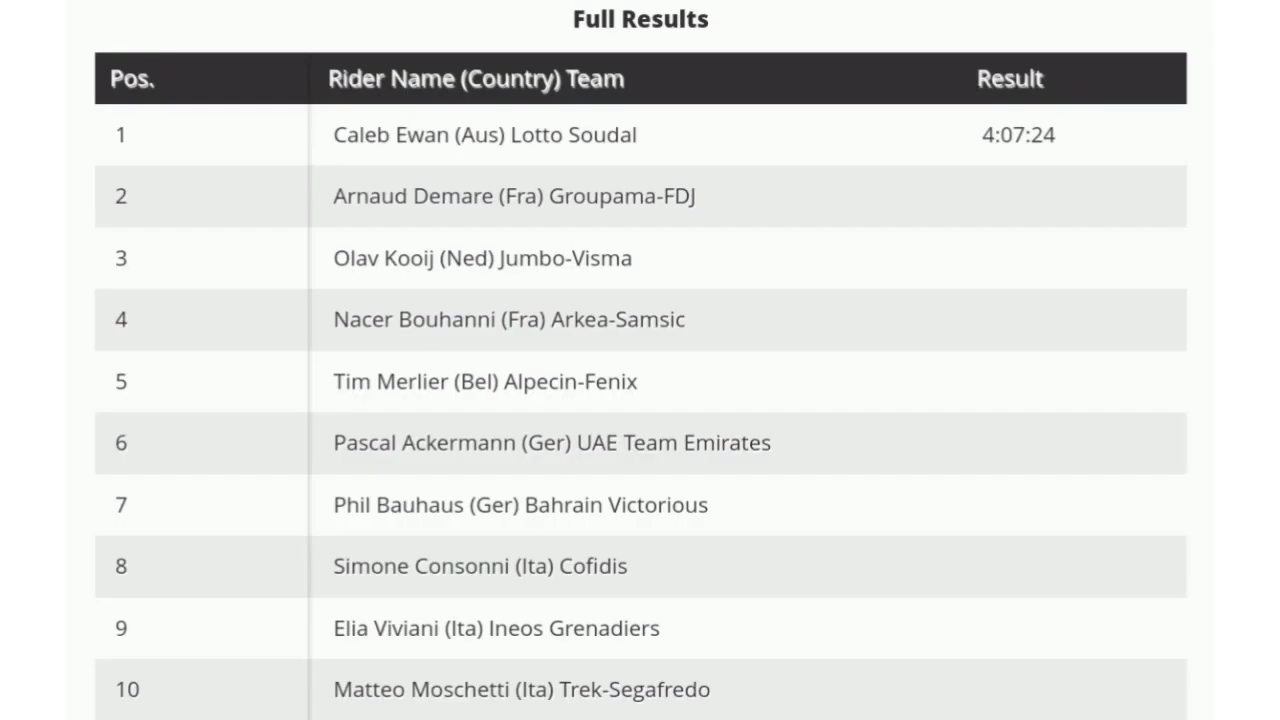 Full Results
Pos. Rider Name (Country) Team Result
1 Caleb Ewan (Aus) Lotto Soudal 4:07:24
2 Arnaud Demare (Fra) Groupama-FDJ
3 Olav Kooij (Ned) Jumbo-Visma
4 Nacer Bouhanni (Fra) Arkea-Samsic
5 Tim Merlier (Bel) Alpecin-Fenix
6 Pascal Ackermann (Ger) UAE Team Emirates
7 Phil Bauhaus (Ger) Bahrain Victorious
8 Simone Consonni (Ita) Cofidis
9 Elia Viviani (Ita) Ineos Grenadiers
10 Matteo Moschetti (Ita) Trek-Segafredo